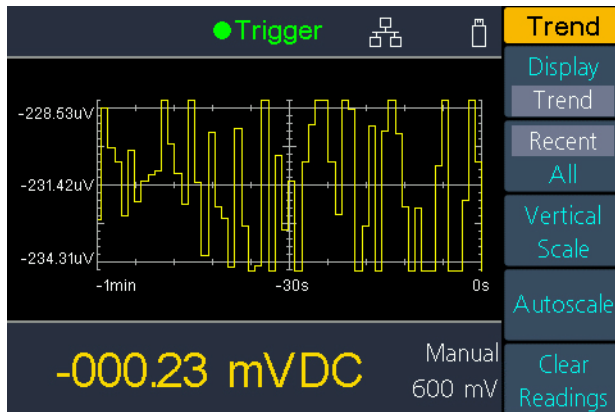 Trigger
Trend
Display
Trend
Recent
All
Vertical
Scale
Autoscale
Clear
Readings
-228.53uV
-231.42uV
-234.31uV
-1min
-30s
0s
-000.23 mVDC
Manual
600 mV